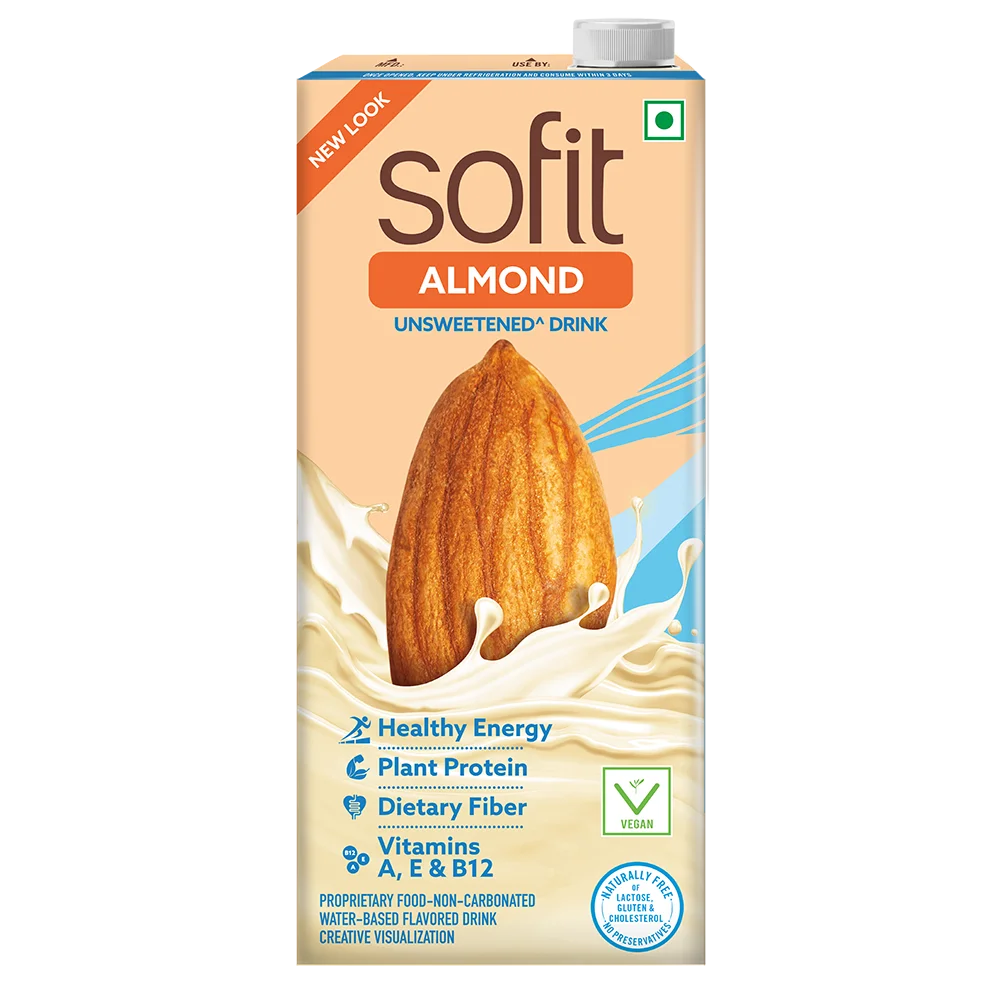 MFD.:
USE BY:
ONCE OPENED, KEEP UNDER REFRIGERATION AND CONSUME WITHIN 3 DAYS
NEW LOOK
sofit
ALMOND
UNSWEETENED^ DRINK
Healthy Energy
Plant Protein
Dietary Fiber
B12
E
A
Vitamins
A, E & B12
VEGAN
NATURALLY FREE
OF
LACTOSE,
GLUTEN &
CHOLESTEROL
NO PRESERVATIVES
PROPRIETARY FOOD-NON-CARBONATED
WATER-BASED FLAVORED DRINK
CREATIVE VISUALIZATION